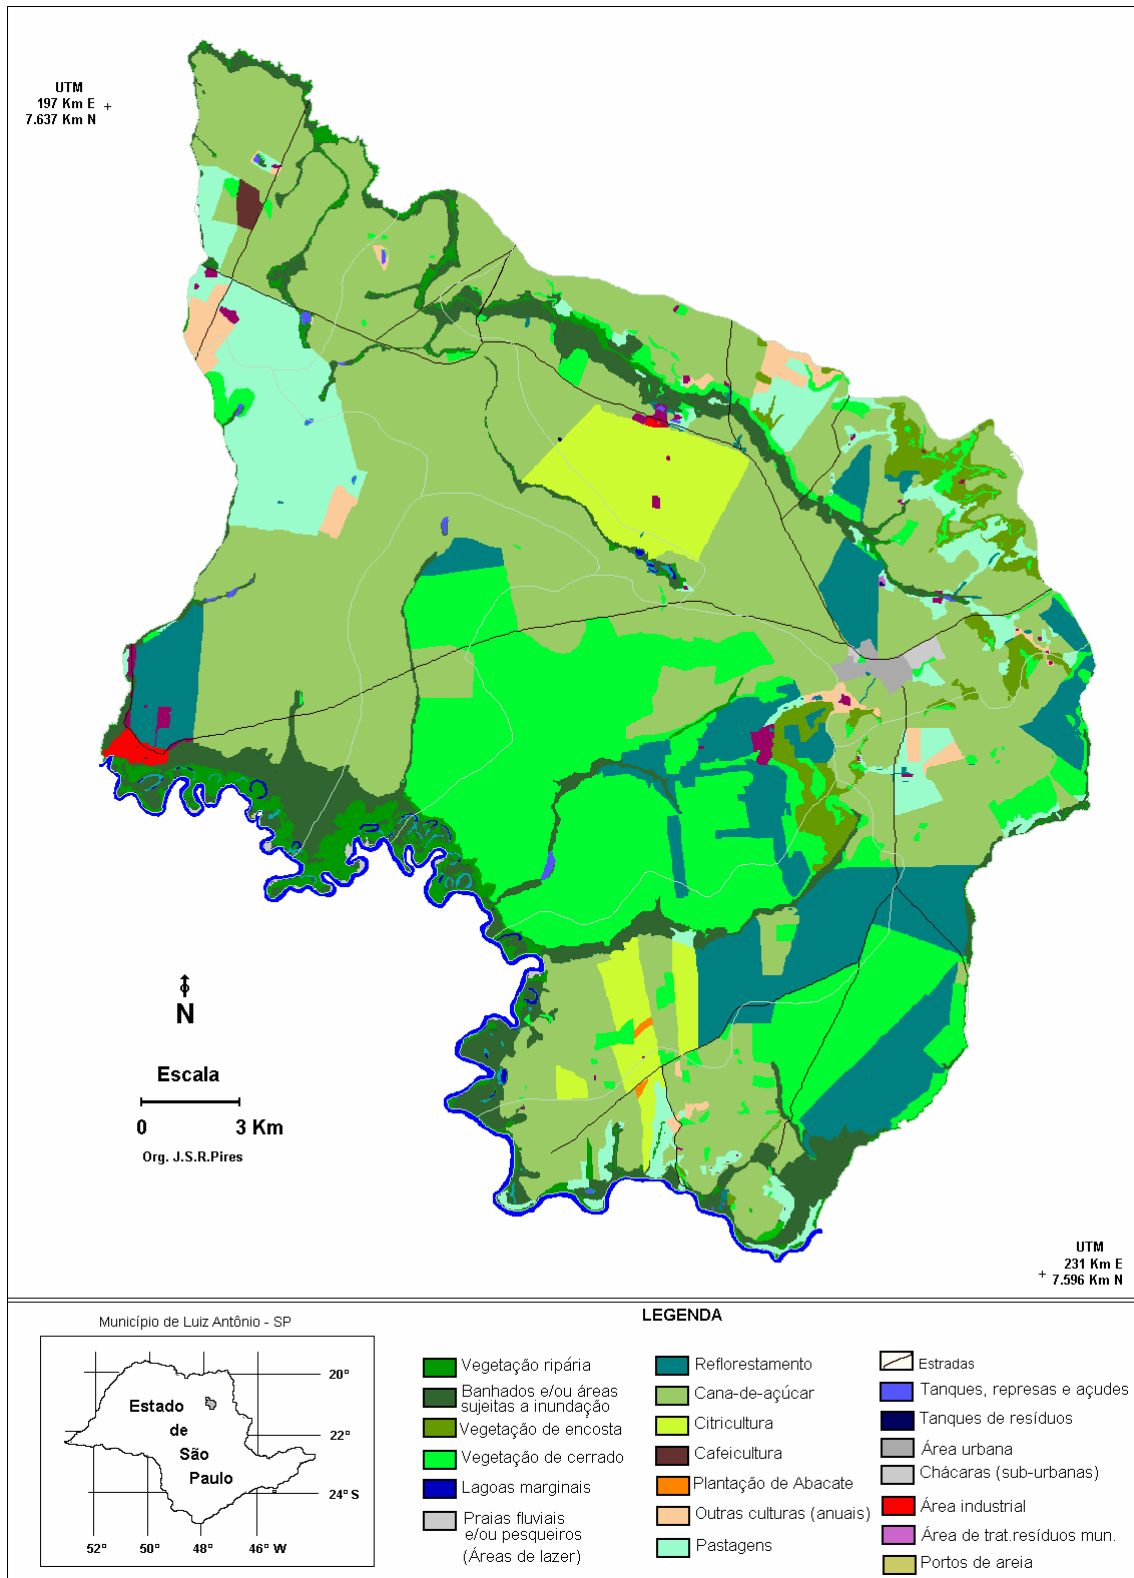 UTM
197 Km E
7.637 Km N
N
Escala
0 3 Km
Org. J.S.R.Pires
UTM
231 Km E
7.596 Km N
LEGENDA
Município de Luiz Antônio - SP
Estado
de
São
Paulo
20°
22°
24° S
52° 50° 48° 46° W
Vegetação ripária
Banhados e/ou áreas
sujeitas a inundação
Vegetação de encosta
Vegetação de cerrado
Lagoas marginais
Praias fluviais
e/ou pesqueiros
(Áreas de lazer)
Reflorestamento
Cana-de-açúcar
Citricultura
Cafeicultura
Plantação de Abacate
Outras culturas (anuais)
Pastagens
Estradas
Tanques, represas e açudes
Tanques de resíduos
Área urbana
Chácaras (sub-urbanas)
Área industrial
Área de trat.resíduos mun.
Portos de areia